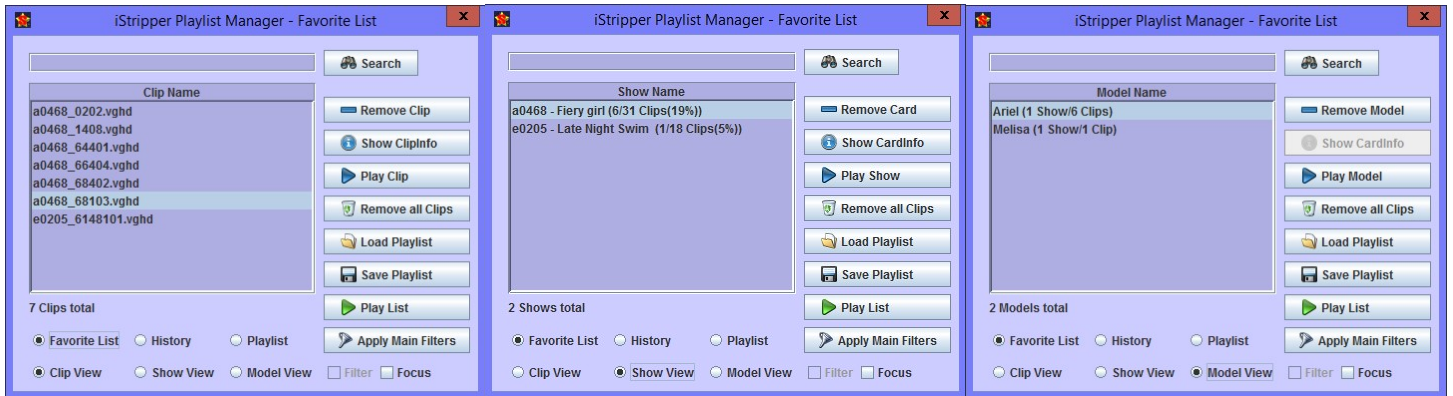 iStripper Playlist Manager - Favorite List
x
Search
Clip Name
a0468_0202.vghd
a0468_1408.vghd
a0468_64401.vghd
a0468_66404.vghd
a0468_68402.vghd
a0468_68103.vghd
e0205_6148101.vghd
Remove Clip
Show ClipInfo
Play Clip
Remove all Clips
Load Playlist
Save Playlist
Play List
Apply Main Filters
7 Clips total
Favorite List History Playlist
Clip View Show View Model View Filter Focus
iStripper Playlist Manager - Favorite List
x
Search
Show Name
a0468 - Fiery girl (6/31 Clips(19%))
e0205 - Late Night Swim (1/18 Clips(5%))
Remove Card
Show CardInfo
Play Show
Remove all Clips
Load Playlist
Save Playlist
Play List
Apply Main Filters
2 Shows total
Favorite List History Playlist
Clip View Show View Model View Filter Focus
iStripper Playlist Manager - Favorite List
x
Search
Model Name
Ariel (1 Show/6 Clips)
Melisa (1 Show/1 Clip)
Remove Model
Show CardInfo
Play Model
Remove all Clips
Load Playlist
Save Playlist
Play List
Apply Main Filters
2 Models total
Favorite List History Playlist
Clip View Show View Model View Filter Focus